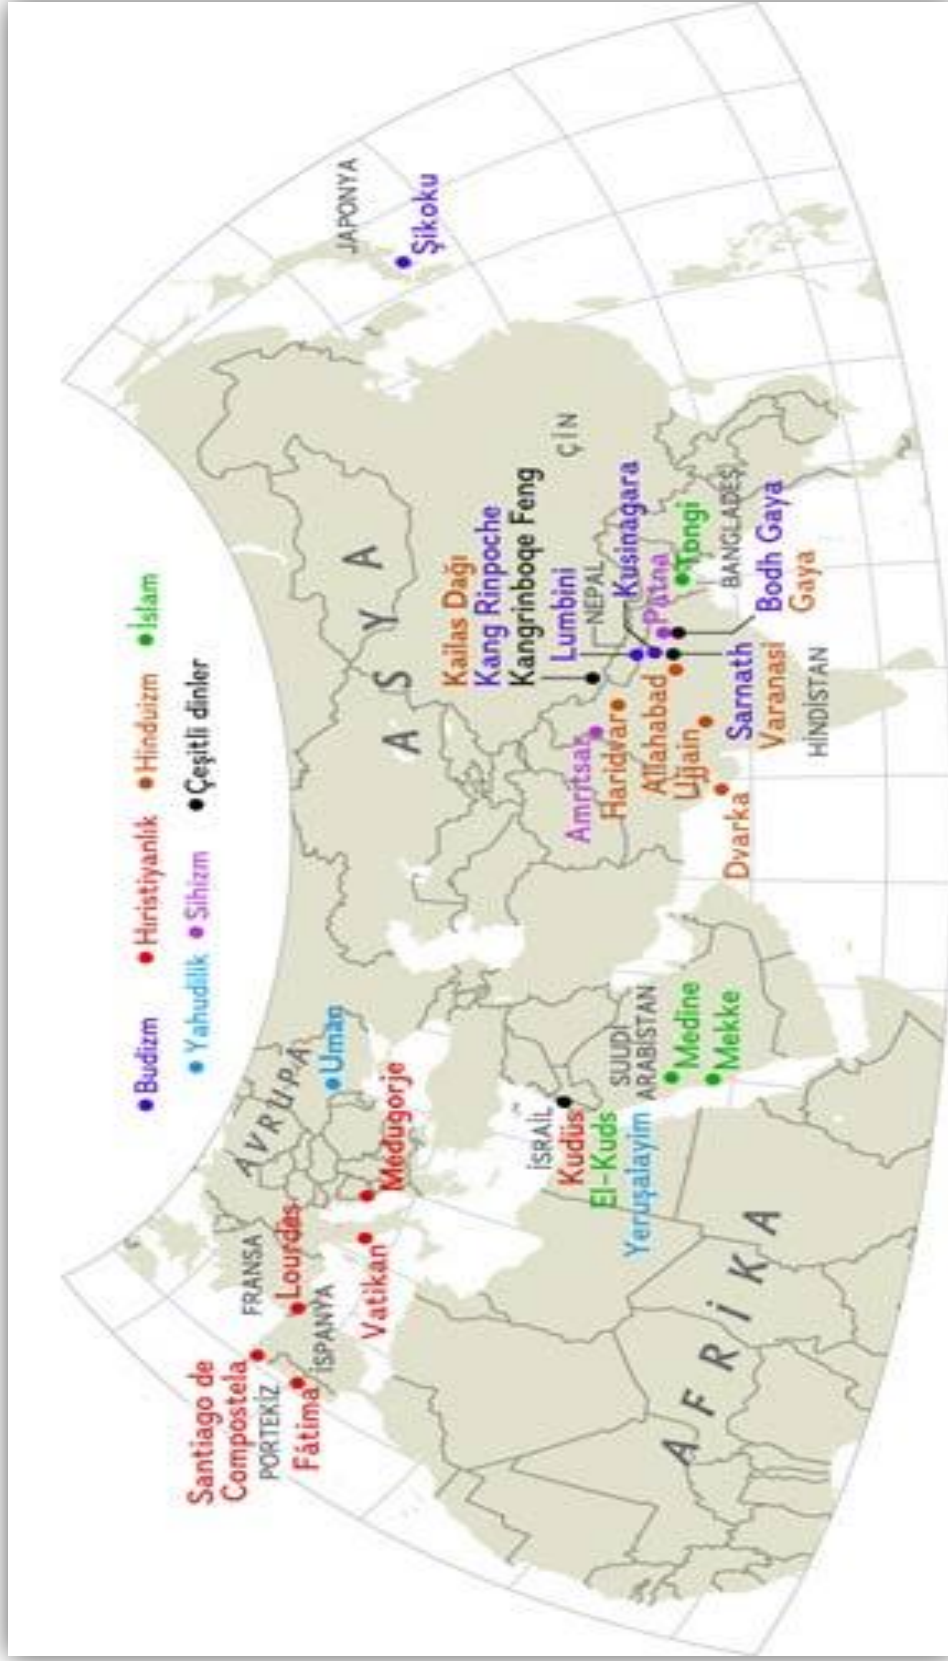 Budizm
Hıristiyanlık
Hinduizm
İslam
Yahudilik
Sihizm
Çeşitli dinler
Santiago de
Compostela
PORTEKİZ
Fátima
FRANSA
Lourdes
İSPANYA
Vatikan
AVRUPA
Uman
Medugorje
İSRAİL
Kudüs
El-Kuds
Yeruşalayim
SUUDİ
ARABİSTAN
Medine
Mekke
AFRİKA
ASYA
Kailas Dağı
Kang Rinpoche
Kangrinboqe Feng
Lumbini
NEPAL
Kusinagara
Patna
Tongi
BANGLADEŞ
Bodh Gaya
Gaya
ÇİN
Amritsar
Haridvar
Allahabad
Ujjain
Dvarka
Sarnath
Varanasi
HİNDİSTAN
JAPONYA
Şikoku